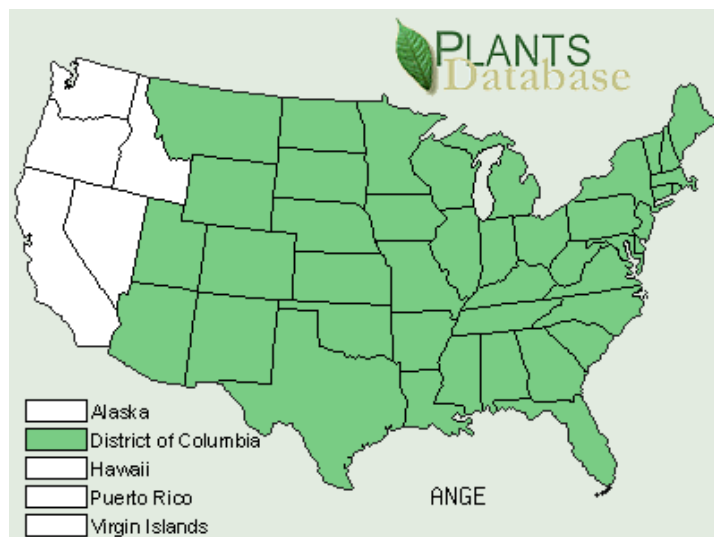 PLANTS
Database
Alaska
District of Columbia
Hawaii
Puerto Rico
Virgin Islands
ANGE